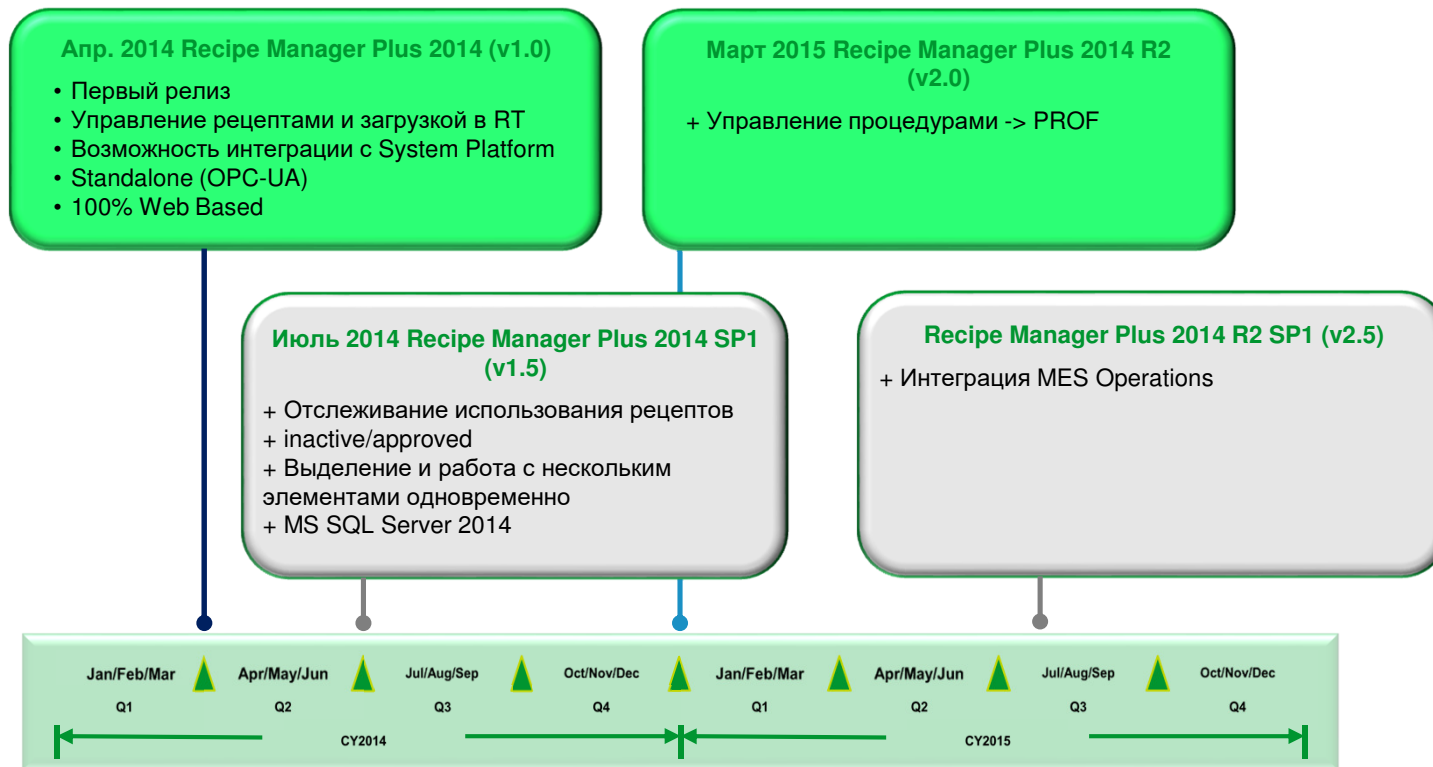 Апр. 2014 Recipe Manager Plus 2014 (v1.0)
• Первый релиз
• Управление рецептами и загрузкой в RT
• Возможность интеграции с System Platform
• Standalone (OPC-UA)
• 100% Web Based
Март 2015 Recipe Manager Plus 2014 R2
(v2.0)
+ Управление процедурами -> PROF
Июль 2014 Recipe Manager Plus 2014 SP1
(v1.5)
+ Отслеживание использования рецептов
+ inactive/approved
+ Выделение и работа с нескольким
элементами одновременно
+ MS SQL Server 2014
Recipe Manager Plus 2014 R2 SP1 (v2.5)
+ Интеграция MES Operations
Jan/Feb/Mar Apr/May/Jun Jul/Aug/Sep Oct/Nov/Dec Jan/Feb/Mar Apr/May/Jun Jul/Aug/Sep Oct/Nov/Dec
Q1 Q2 Q3 Q4 Q1 Q2 Q3 Q4
CY2014 CY2015